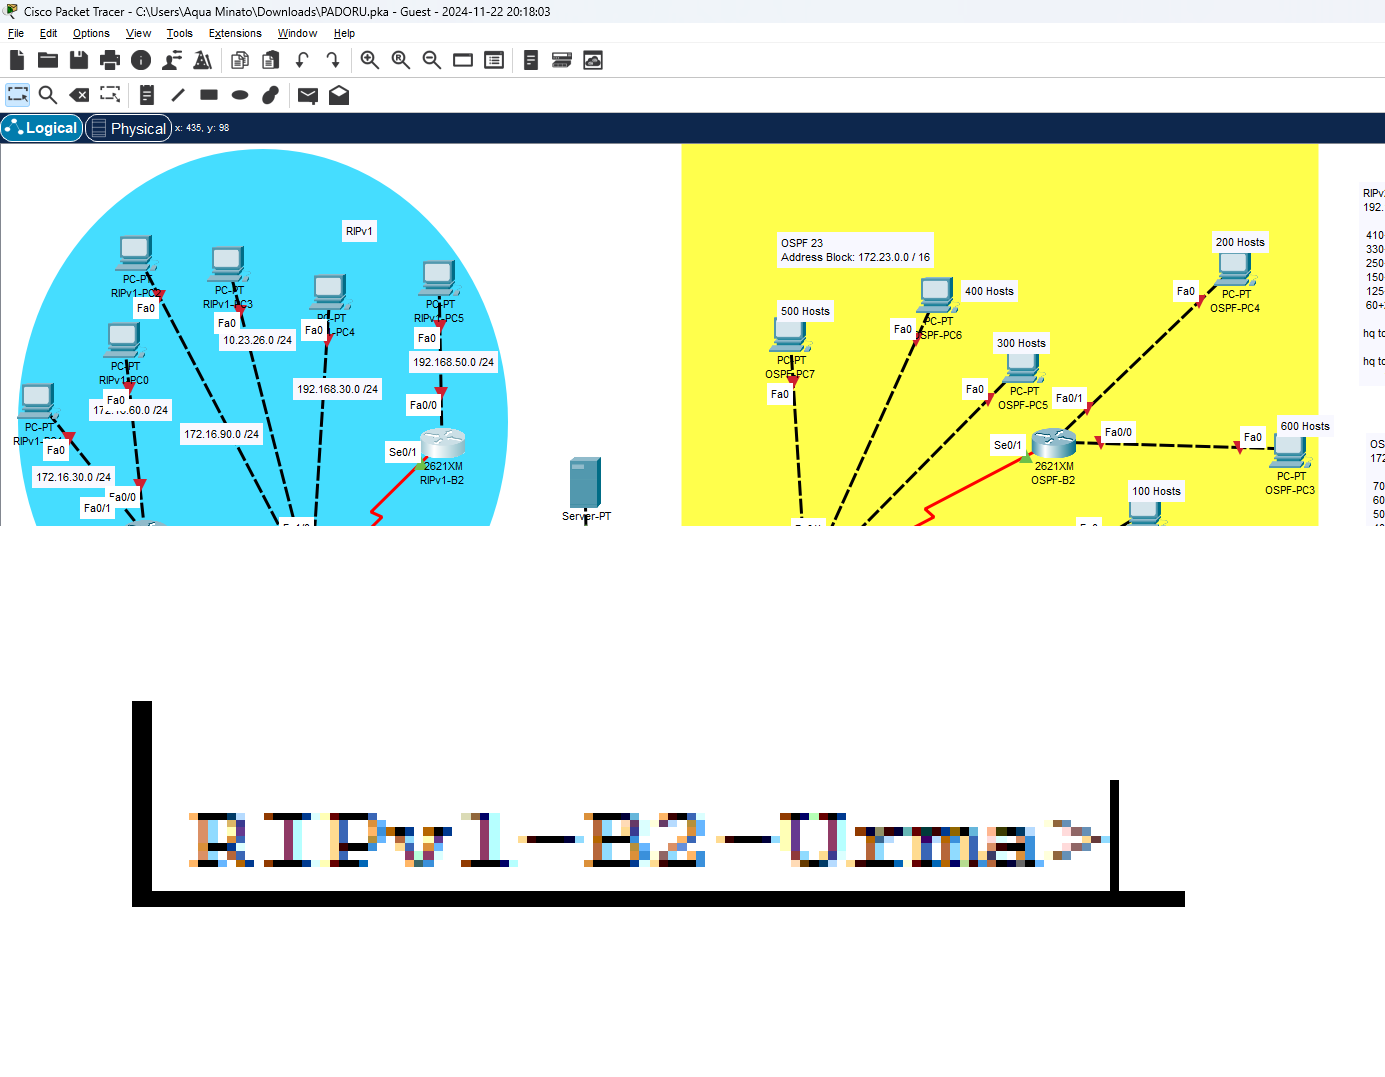 Cisco Packet Tracer - C:\Users\Aqua Minato\Downloads\PADORU.pka - Guest - 2024-11-22 20:18:03
File Edit Options View Tools Extensions Window Help
Logical Physical x: 435, y: 98
RIPv1
PC-PT
RIPv1-PC2
Fa0
PC-PT
RIPv1-PC3
Fa0
10.23.26.0 /24
PC-PT
PC4
Fa0
192.168.30.0 /24
PC-PT
RIPv1-PC5
Fa0
192.168.50.0 /24
Fa0/0
PC-PT
RIPv1-PC0
Fa0
.60.0 /24
172.16.90.0 /24
PC-PT
Fa0
172.16.30.0 /24
Fa0/0
Fa0/1
Se0/1
2621XM
RIPv1-B2
Server-PT
OSPF 23
Address Block: 172.23.0.0 / 16
500 Hosts
PC-PT
OSPF-PC7
Fa0
400 Hosts
PC-PT
OSPF-PC6
Fa0
300 Hosts
PC-PT
OSPF-PC5
Fa0
200 Hosts
PC-PT
OSPF-PC4
Fa0
Fa0/1
Fa0/0
Se0/1
2621XM
OSPF-B2
Fa0
600 Hosts
PC-PT
OSPF-PC3
100 Hosts
RIPv
192.
410
330
250
150
125
60+
hq to
hq to
OS
172
70
60
50
RIPv1-B2-Orma>